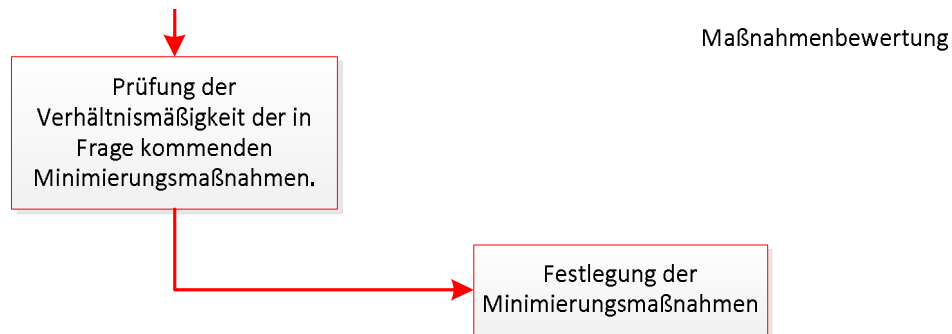 Maßnahmenbewertung
Prüfung der
Verhältnismäßigkeit der in
Frage kommenden
Minimierungsmaßnahmen.
Festlegung der
Minimierungsmaßnahmen